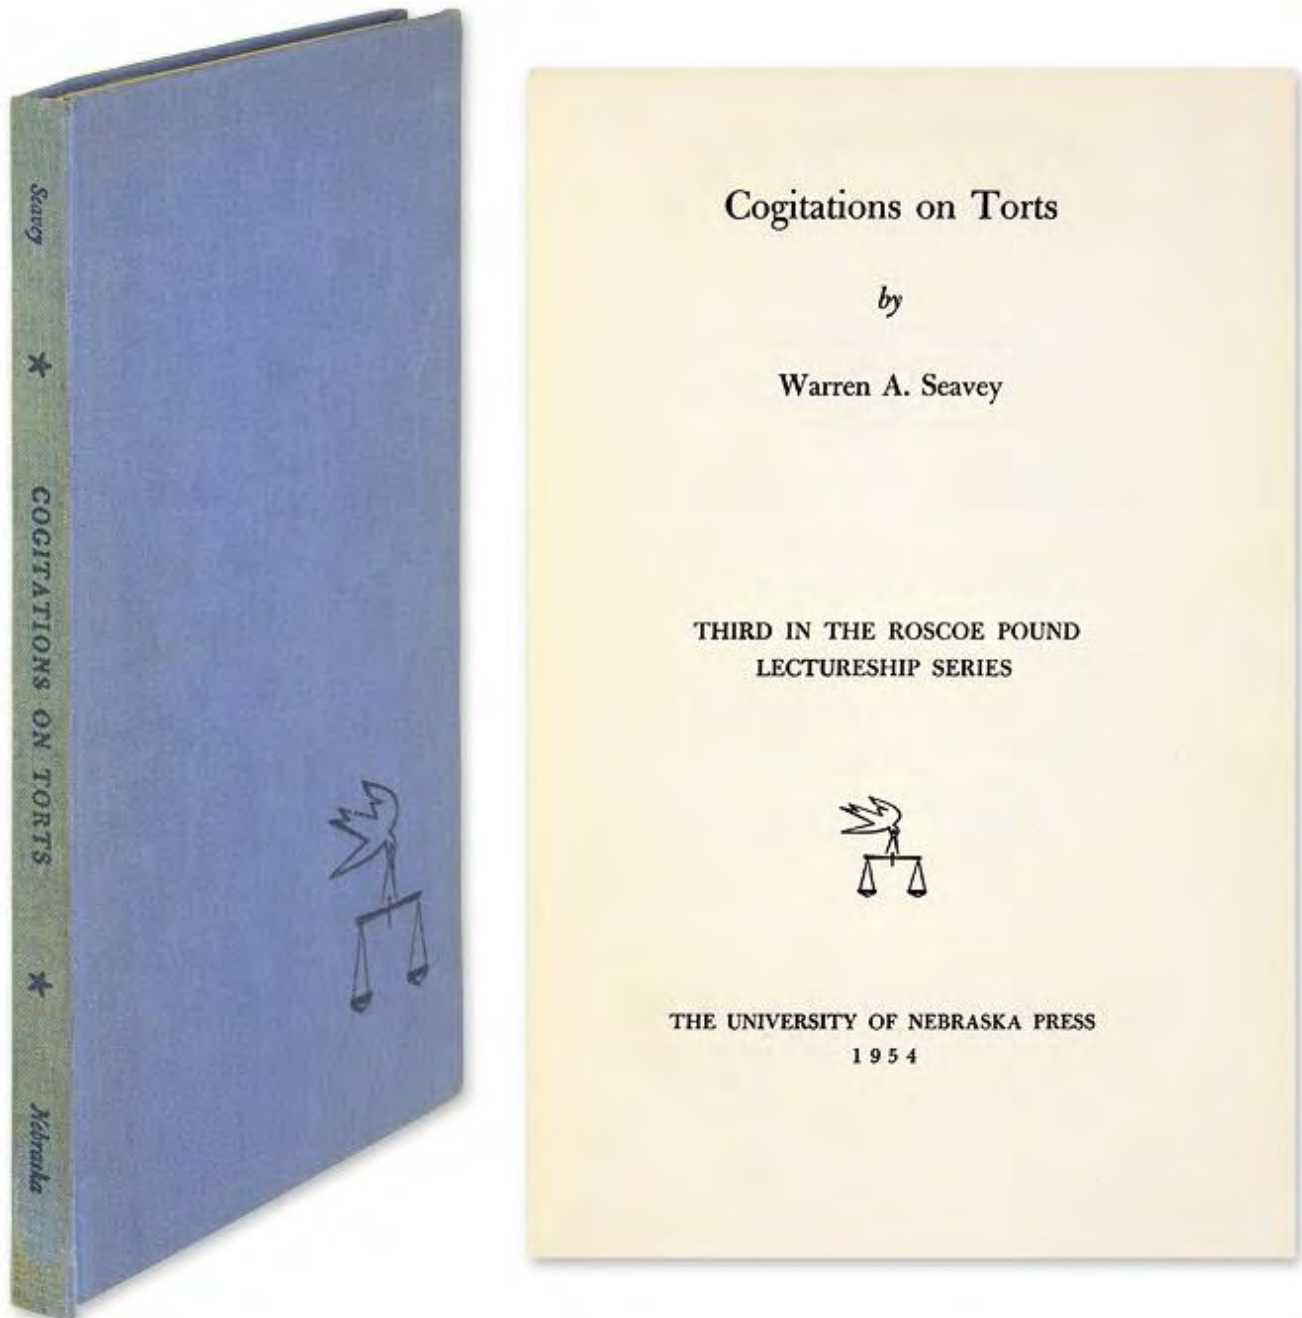 Seavey
COGITATIONS ON TORTS
Nebraska
Cogitations on Torts
by
Warren A. Seavey
THIRD IN THE ROSCOE POUND
LECTURESHIP SERIES
THE UNIVERSITY OF NEBRASKA PRESS
1954